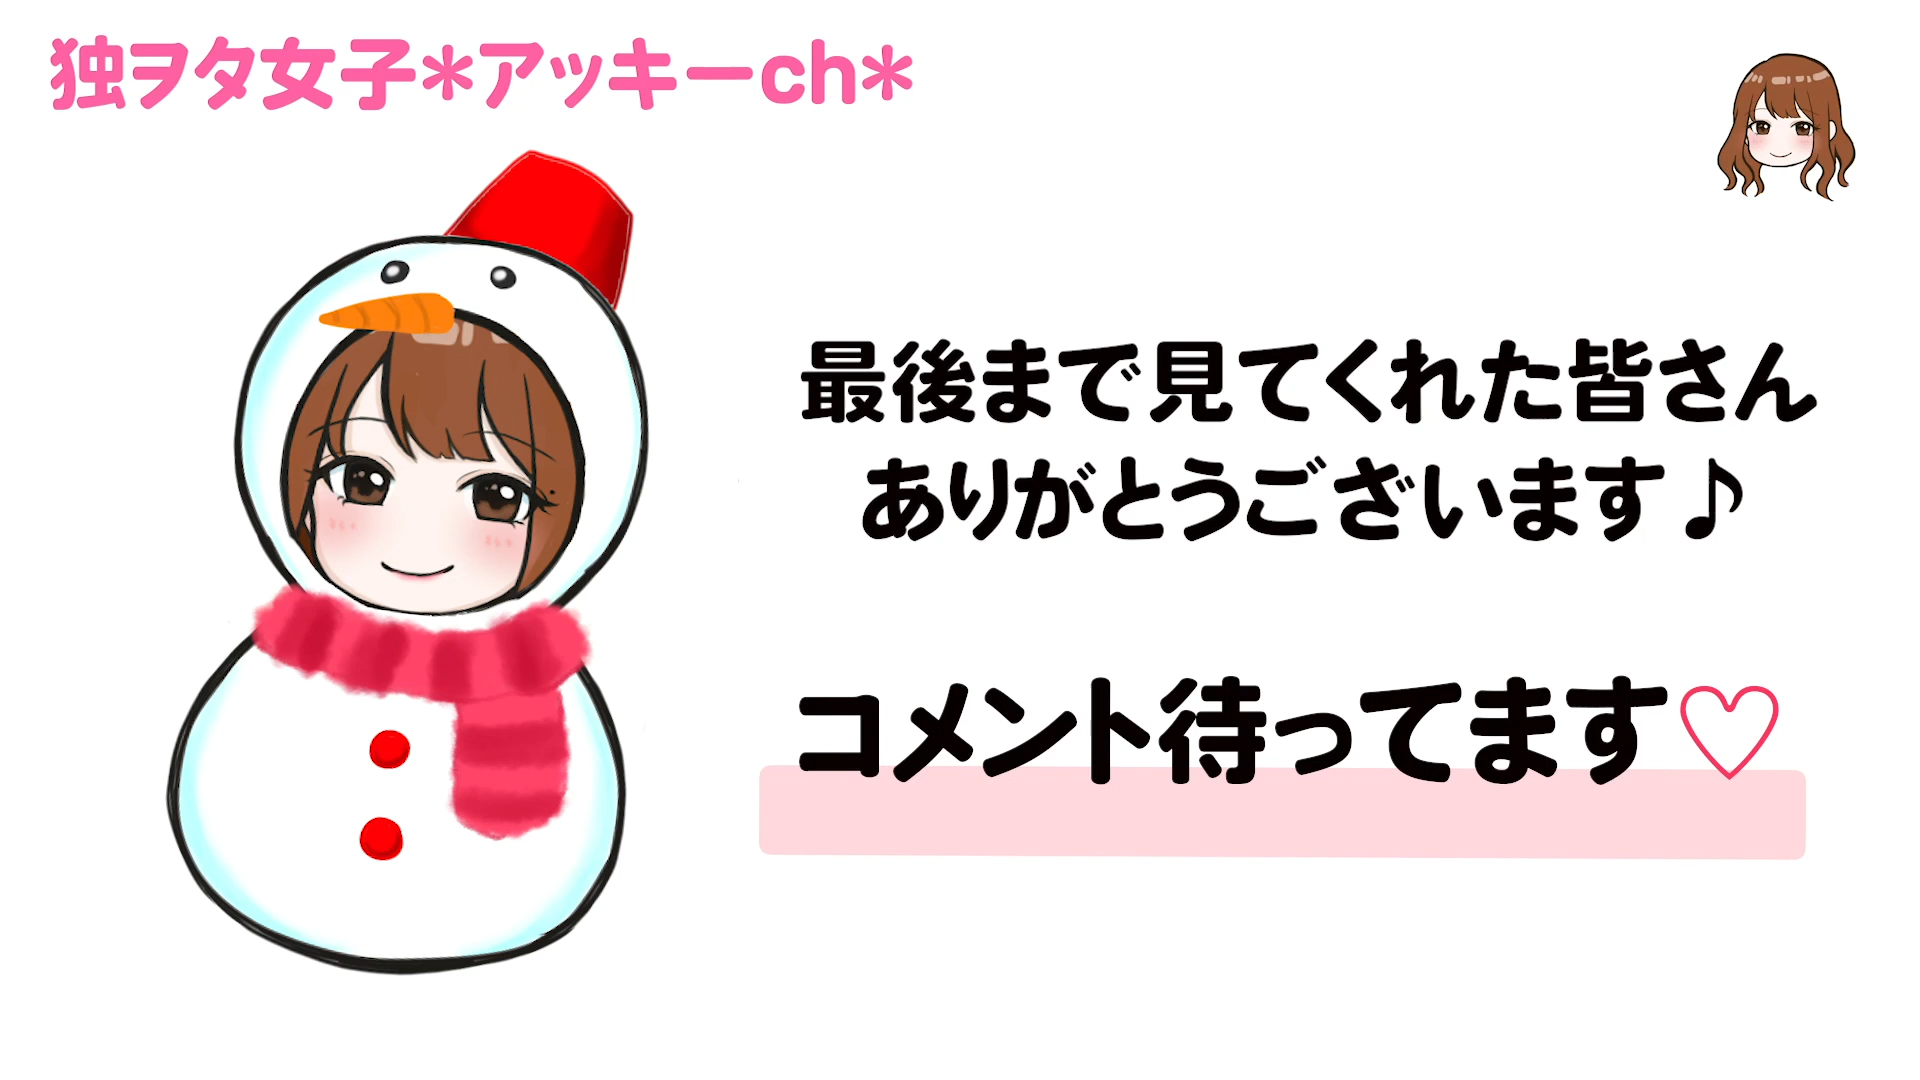 独ヲタ女子*アッキーch*
最後まで見てくれた皆さん
ありがとうございます♪
コメント待ってます♡